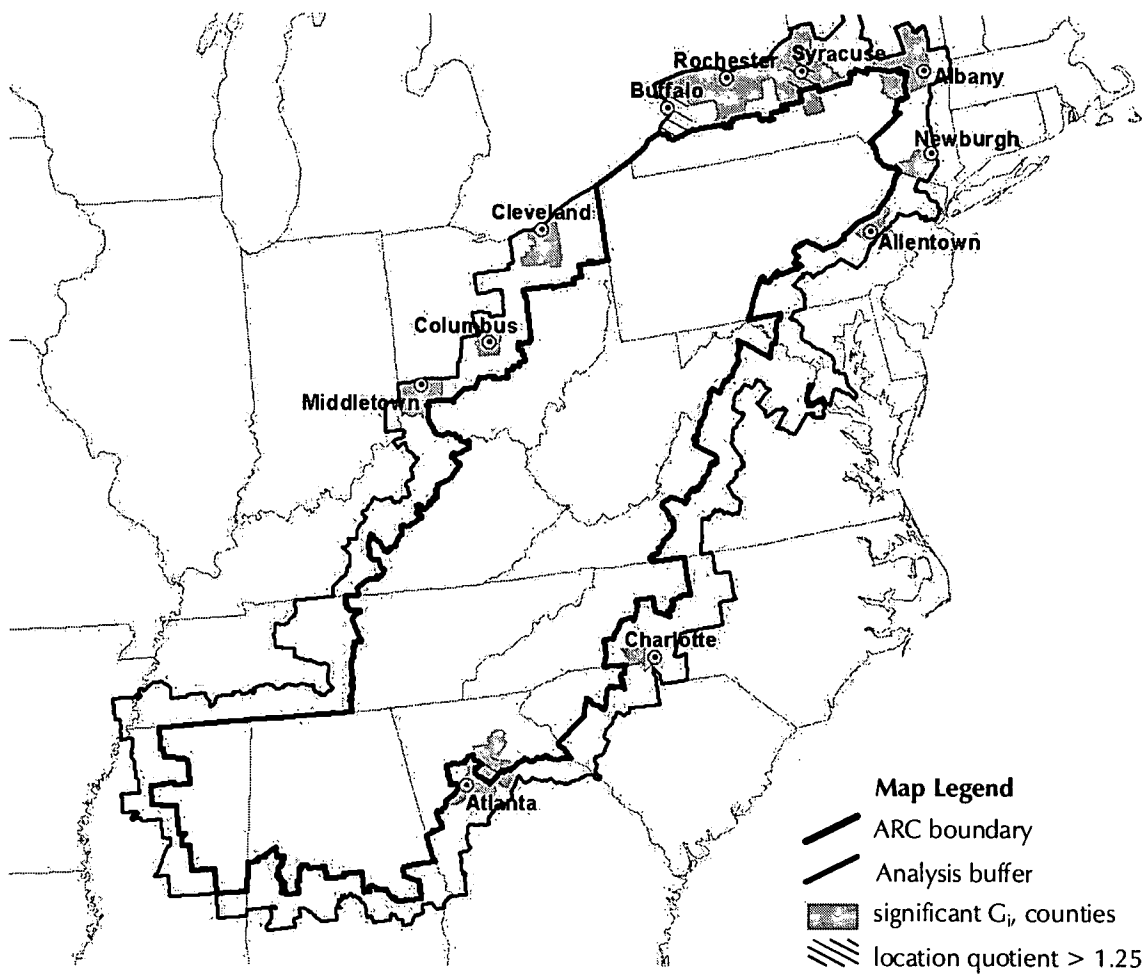 Rochester
Syracuse
Buffalo
Albany
Newburgh
Cleveland
Allentown
Columbus
Middletown
Charlotte
Atlanta
Map Legend
ARC boundary
Analysis buffer
significant Gi, counties
location quotient > 1.25